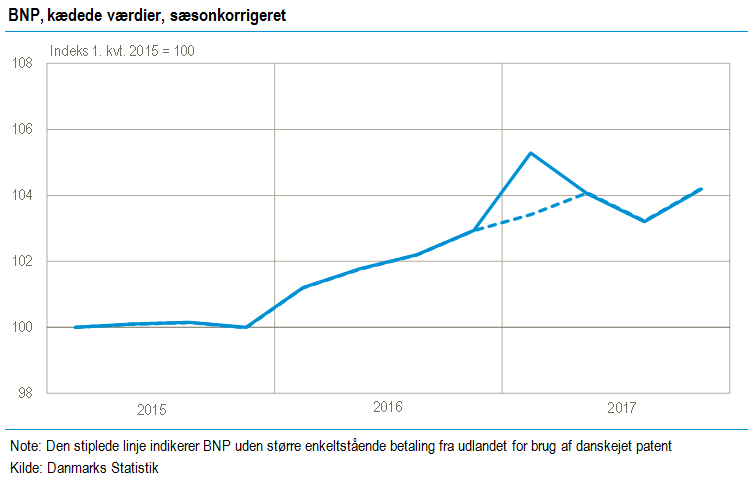 BNP, kædede værdier, sæsonkorrigeret
Indeks 1. kvt. 2015 = 100
108
106
104
102
100
98
2015
2016
2017
Note: Den stiplede linje indikerer BNP uden større enkeltstående betaling fra udlandet for brug af danskejet patent
Kilde: Danmarks Statistik